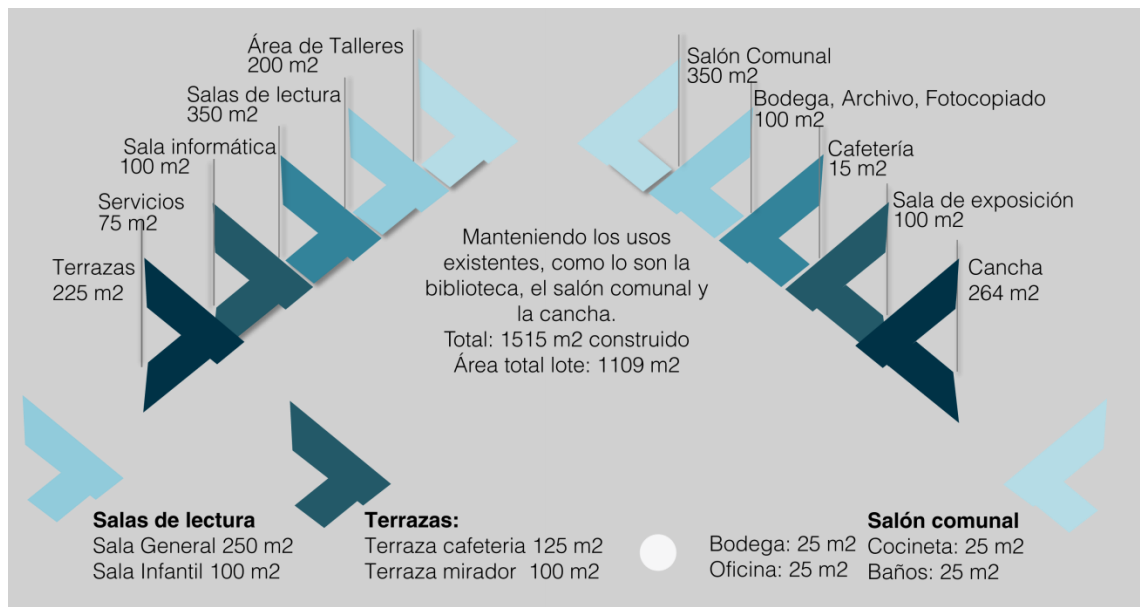 Área de Talleres
200 m2
Salas de lectura
350 m2
Sala informática
100 m2
Servicios
75 m2
Terrazas
225 m2
Salón Comunal
350 m2
Bodega, Archivo, Fotocopiado
100 m2
Cafetería
15 m2
Sala de exposición
100 m2
Cancha
264 m2
Manteniendo los usos
existentes, como lo son la
biblioteca, el salón comunal y
la cancha.
Total: 1515 m2 construido
Área total lote: 1109 m2
Salas de lectura
Sala General 250 m2
Sala Infantil 100 m2
Terrazas:
Terraza cafeteria 125 m2
Terraza mirador 100 m2
Bodega: 25 m2
Oficina: 25 m2
Salón comunal
Cocineta: 25 m2
Baños: 25 m2